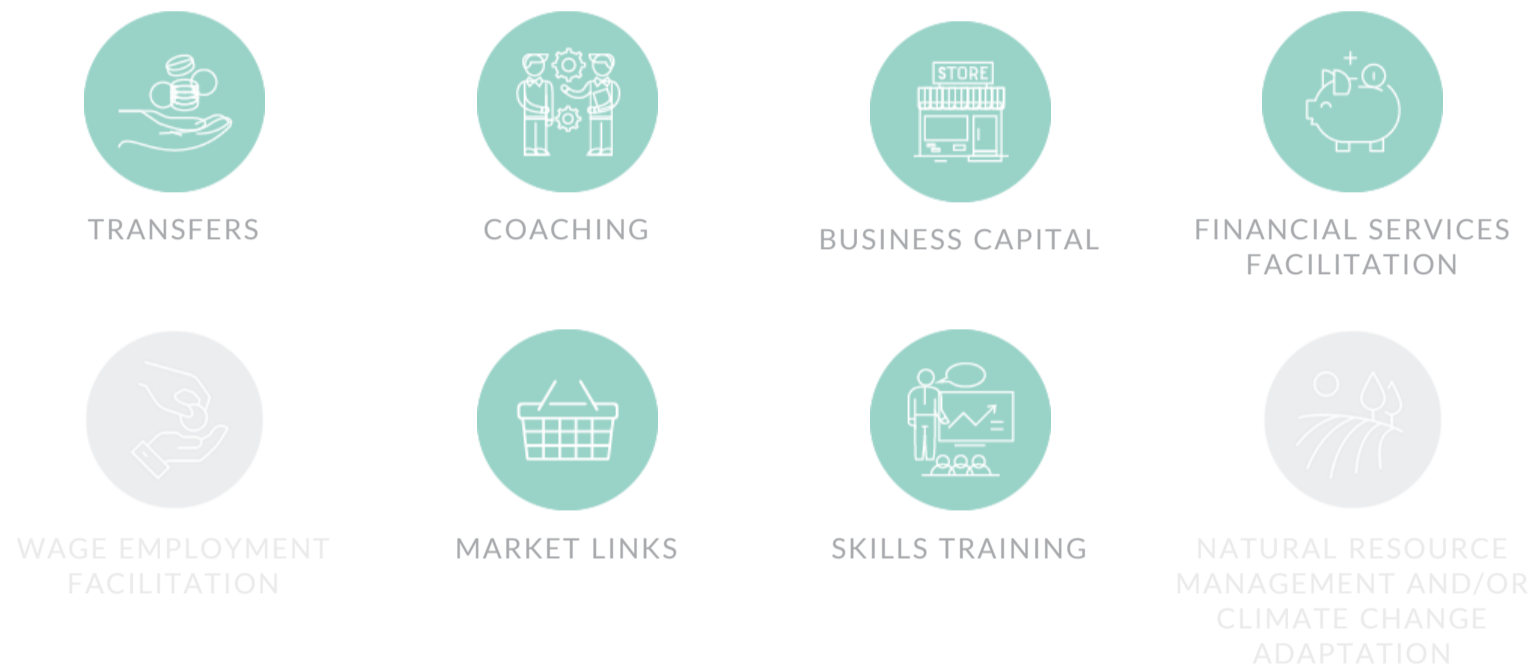 STORE
TRANSFERS
COACHING
BUSINESS CAPITAL
FINANCIAL SERVICES
FACILITATION
WAGE EMPLOYMENT
FACILITATION
MARKET LINKS
SKILLS TRAINING
NATURAL RESOURCE
MANAGEMENT AND/OR
CLIMATE CHANGE
ADAPTATION